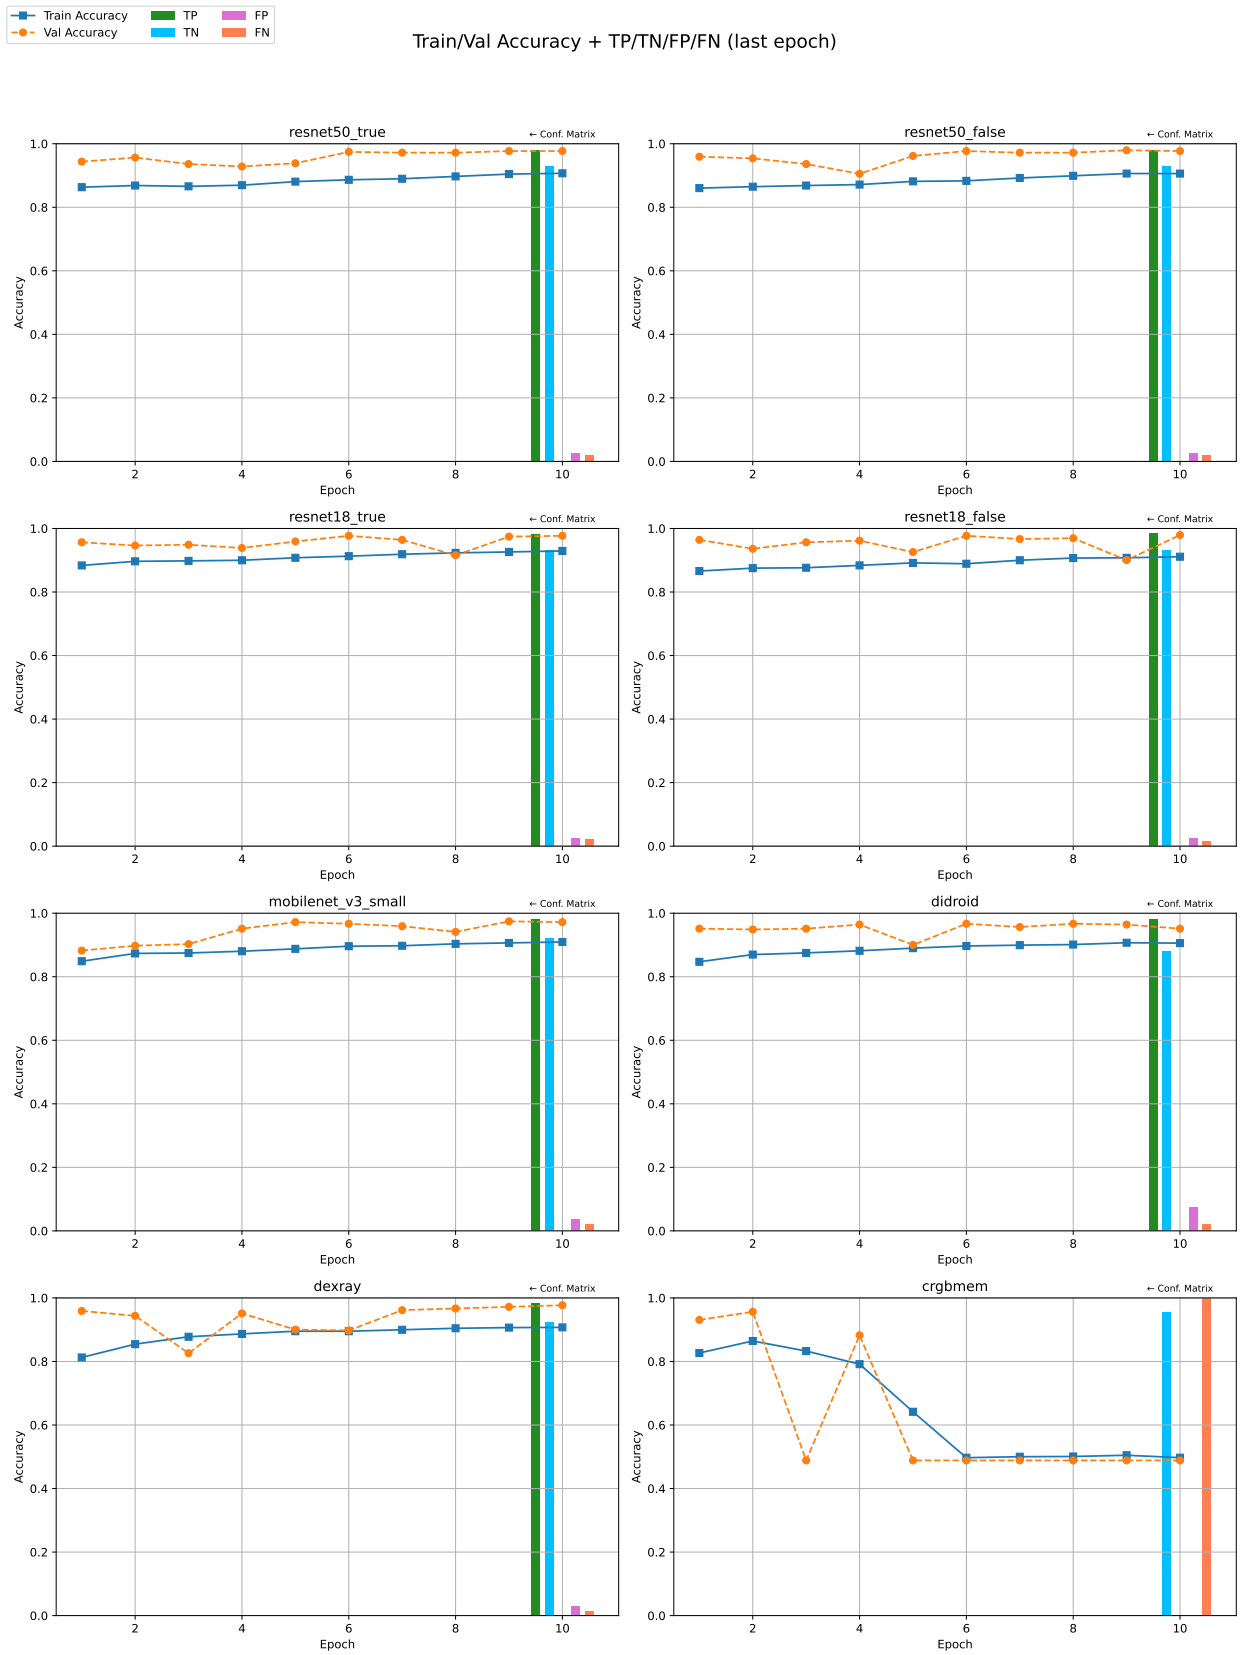 Train Accuracy TP FP
Val Accuracy TN FN
Train/Val Accuracy + TP/TN/FP/FN (last epoch)
resnet50_true
← Conf. Matrix
1.0
0.8
0.6
0.4
0.2
0.0
Accuracy
2 4 6 8 10
Epoch
resnet50_false
← Conf. Matrix
1.0
0.8
0.6
0.4
0.2
0.0
Accuracy
2 4 6 8 10
Epoch
resnet18_true
← Conf. Matrix
1.0
0.8
0.6
0.4
0.2
0.0
Accuracy
2 4 6 8 10
Epoch
resnet18_false
← Conf. Matrix
1.0
0.8
0.6
0.4
0.2
0.0
Accuracy
2 4 6 8 10
Epoch
mobilenet_v3_small
← Conf. Matrix
1.0
0.8
0.6
0.4
0.2
0.0
Accuracy
2 4 6 8 10
Epoch
didroid
← Conf. Matrix
1.0
0.8
0.6
0.4
0.2
0.0
Accuracy
2 4 6 8 10
Epoch
dexray
← Conf. Matrix
1.0
0.8
0.6
0.4
0.2
0.0
Accuracy
2 4 6 8 10
Epoch
crgbmem
← Conf. Matrix
1.0
0.8
0.6
0.4
0.2
0.0
Accuracy
2 4 6 8 10
Epoch